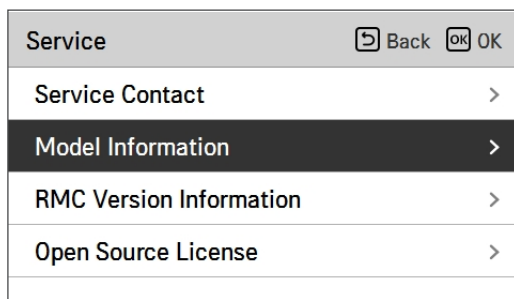 Service Back OK OK
Service Contact
Model Information
RMC Version Information
Open Source License